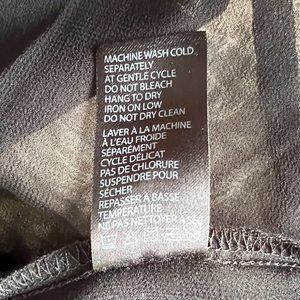 MACHINE WASH COLD
SEPARATELY
AT GENTLE CYCLE
DO NOT BLEACH
HANG TO DRY
IRON ON LOW
DO NOT DRY CLEAN
LAVER À LA MACHINE
À L'EAU FROIDE
SÉPARÉMENT
CYCLE DÉLICAT
PAS DE CHLORURE
SUSPENDRE POUR
SÉCHER
REPASSER À BASSE
TEMPÉRATURE
NE PAS NETTOYER À SEC